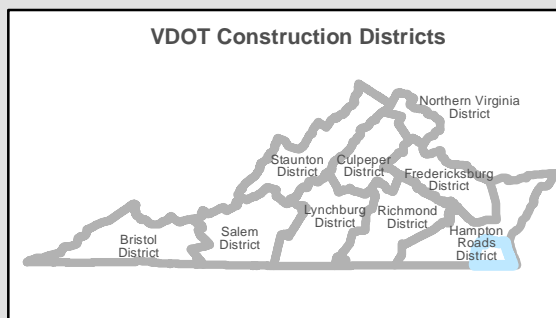 VDOT Construction Districts
Northern Virginia
District
Staunton
District
Culpeper
District
Fredericksburg
District
Lynchburg
District
Richmond
District
Hampton
Roads
District
Salem
District
Bristol
District